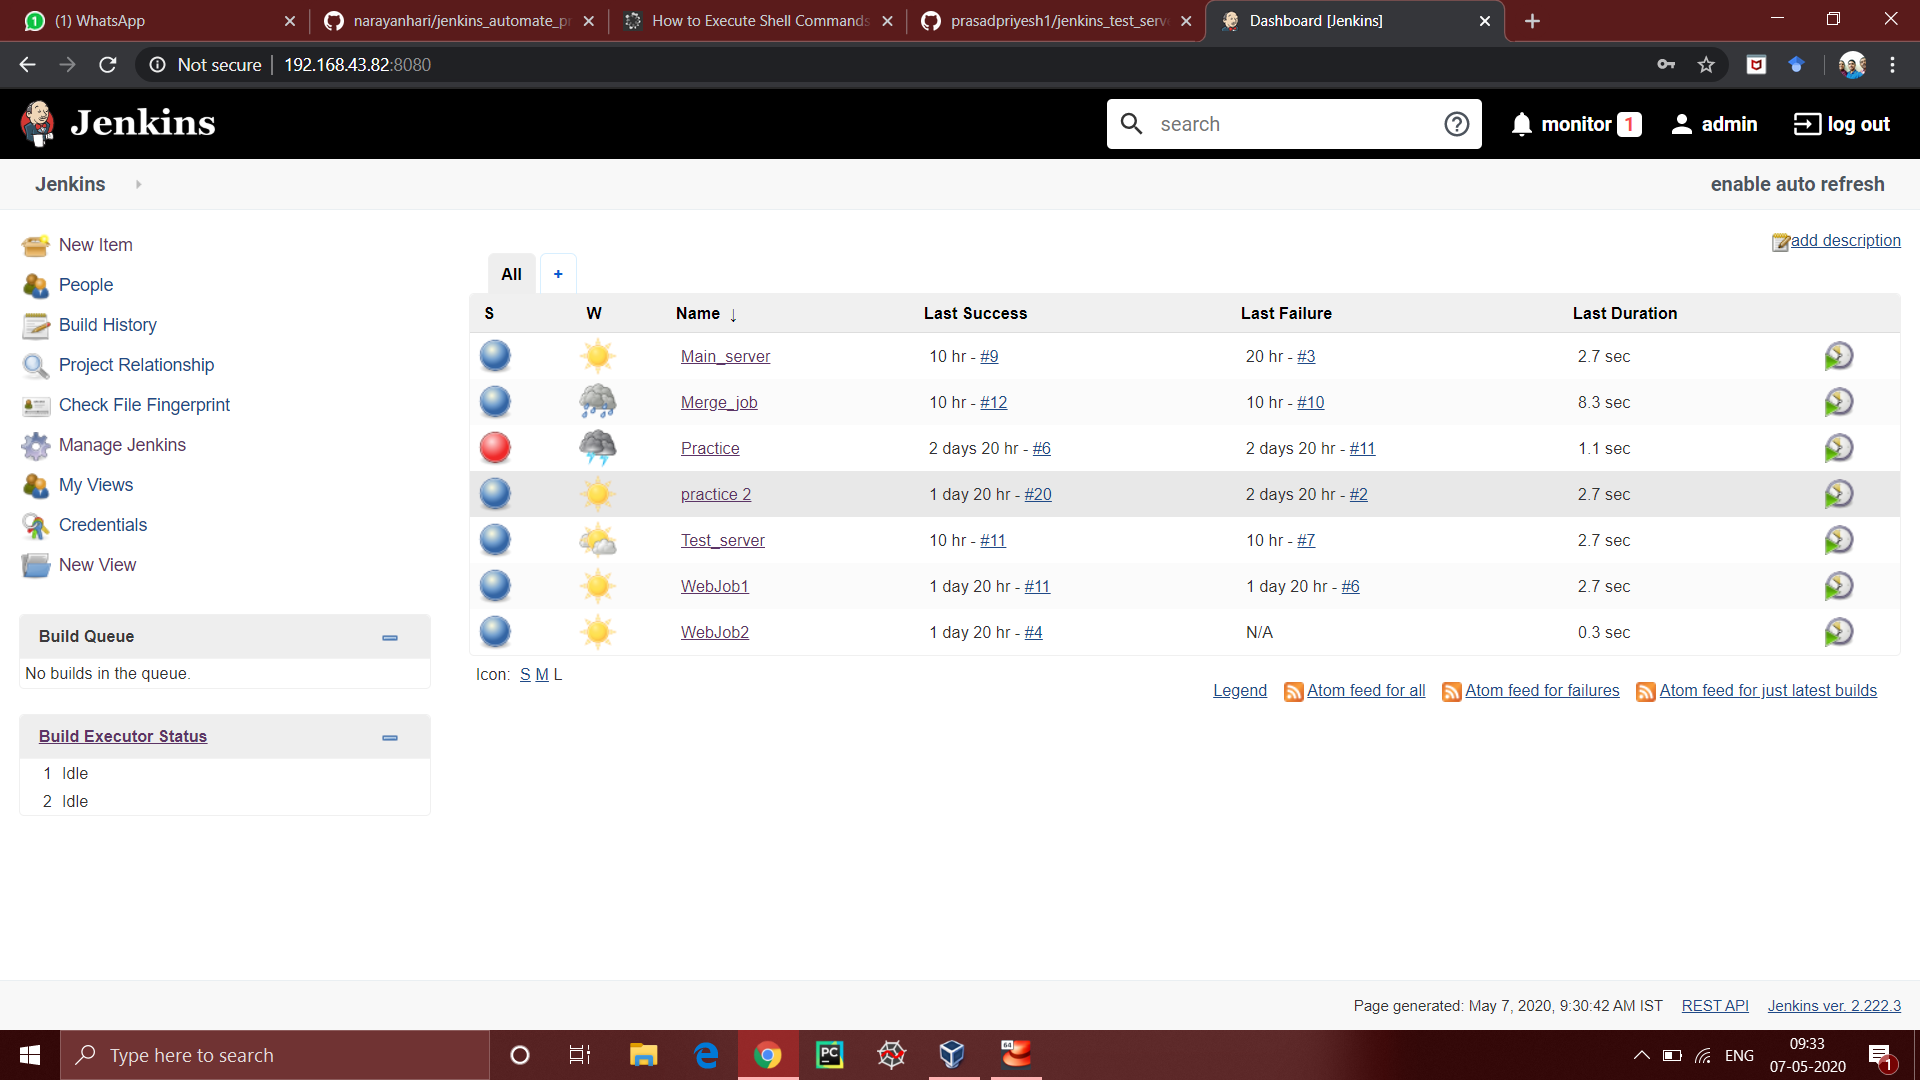 (1) WhatsApp
narayanhari/jenkins_automate_pr
How to Execute Shell Commands
prasadpriyesh1/jenkins_test_serve
Dashboard [Jenkins]
Not secure | 192.168.43.82:8080
Jenkins
search
monitor 1
admin
log out
Jenkins
enable auto refresh
New Item
People
Build History
Project Relationship
Check File Fingerprint
Manage Jenkins
My Views
Credentials
New View
Build Queue
No builds in the queue.
Build Executor Status
1 Idle
2 Idle
add description
All +
S W Name ↓ Last Success Last Failure Last Duration
Main_server 10 hr - #9 20 hr - #3 2.7 sec
Merge_job 10 hr - #12 10 hr - #10 8.3 sec
Practice 2 days 20 hr - #6 2 days 20 hr - #11 1.1 sec
practice 2 1 day 20 hr - #20 2 days 20 hr - #2 2.7 sec
Test_server 10 hr - #11 10 hr - #7 2.7 sec
WebJob1 1 day 20 hr - #11 1 day 20 hr - #6 2.7 sec
WebJob2 1 day 20 hr - #4 N/A 0.3 sec
Icon: S M L
Legend Atom feed for all Atom feed for failures Atom feed for just latest builds
Page generated: May 7, 2020, 9:30:42 AM IST REST API Jenkins ver. 2.222.3
Type here to search
PC
64
ENG
09:33
07-05-2020
1